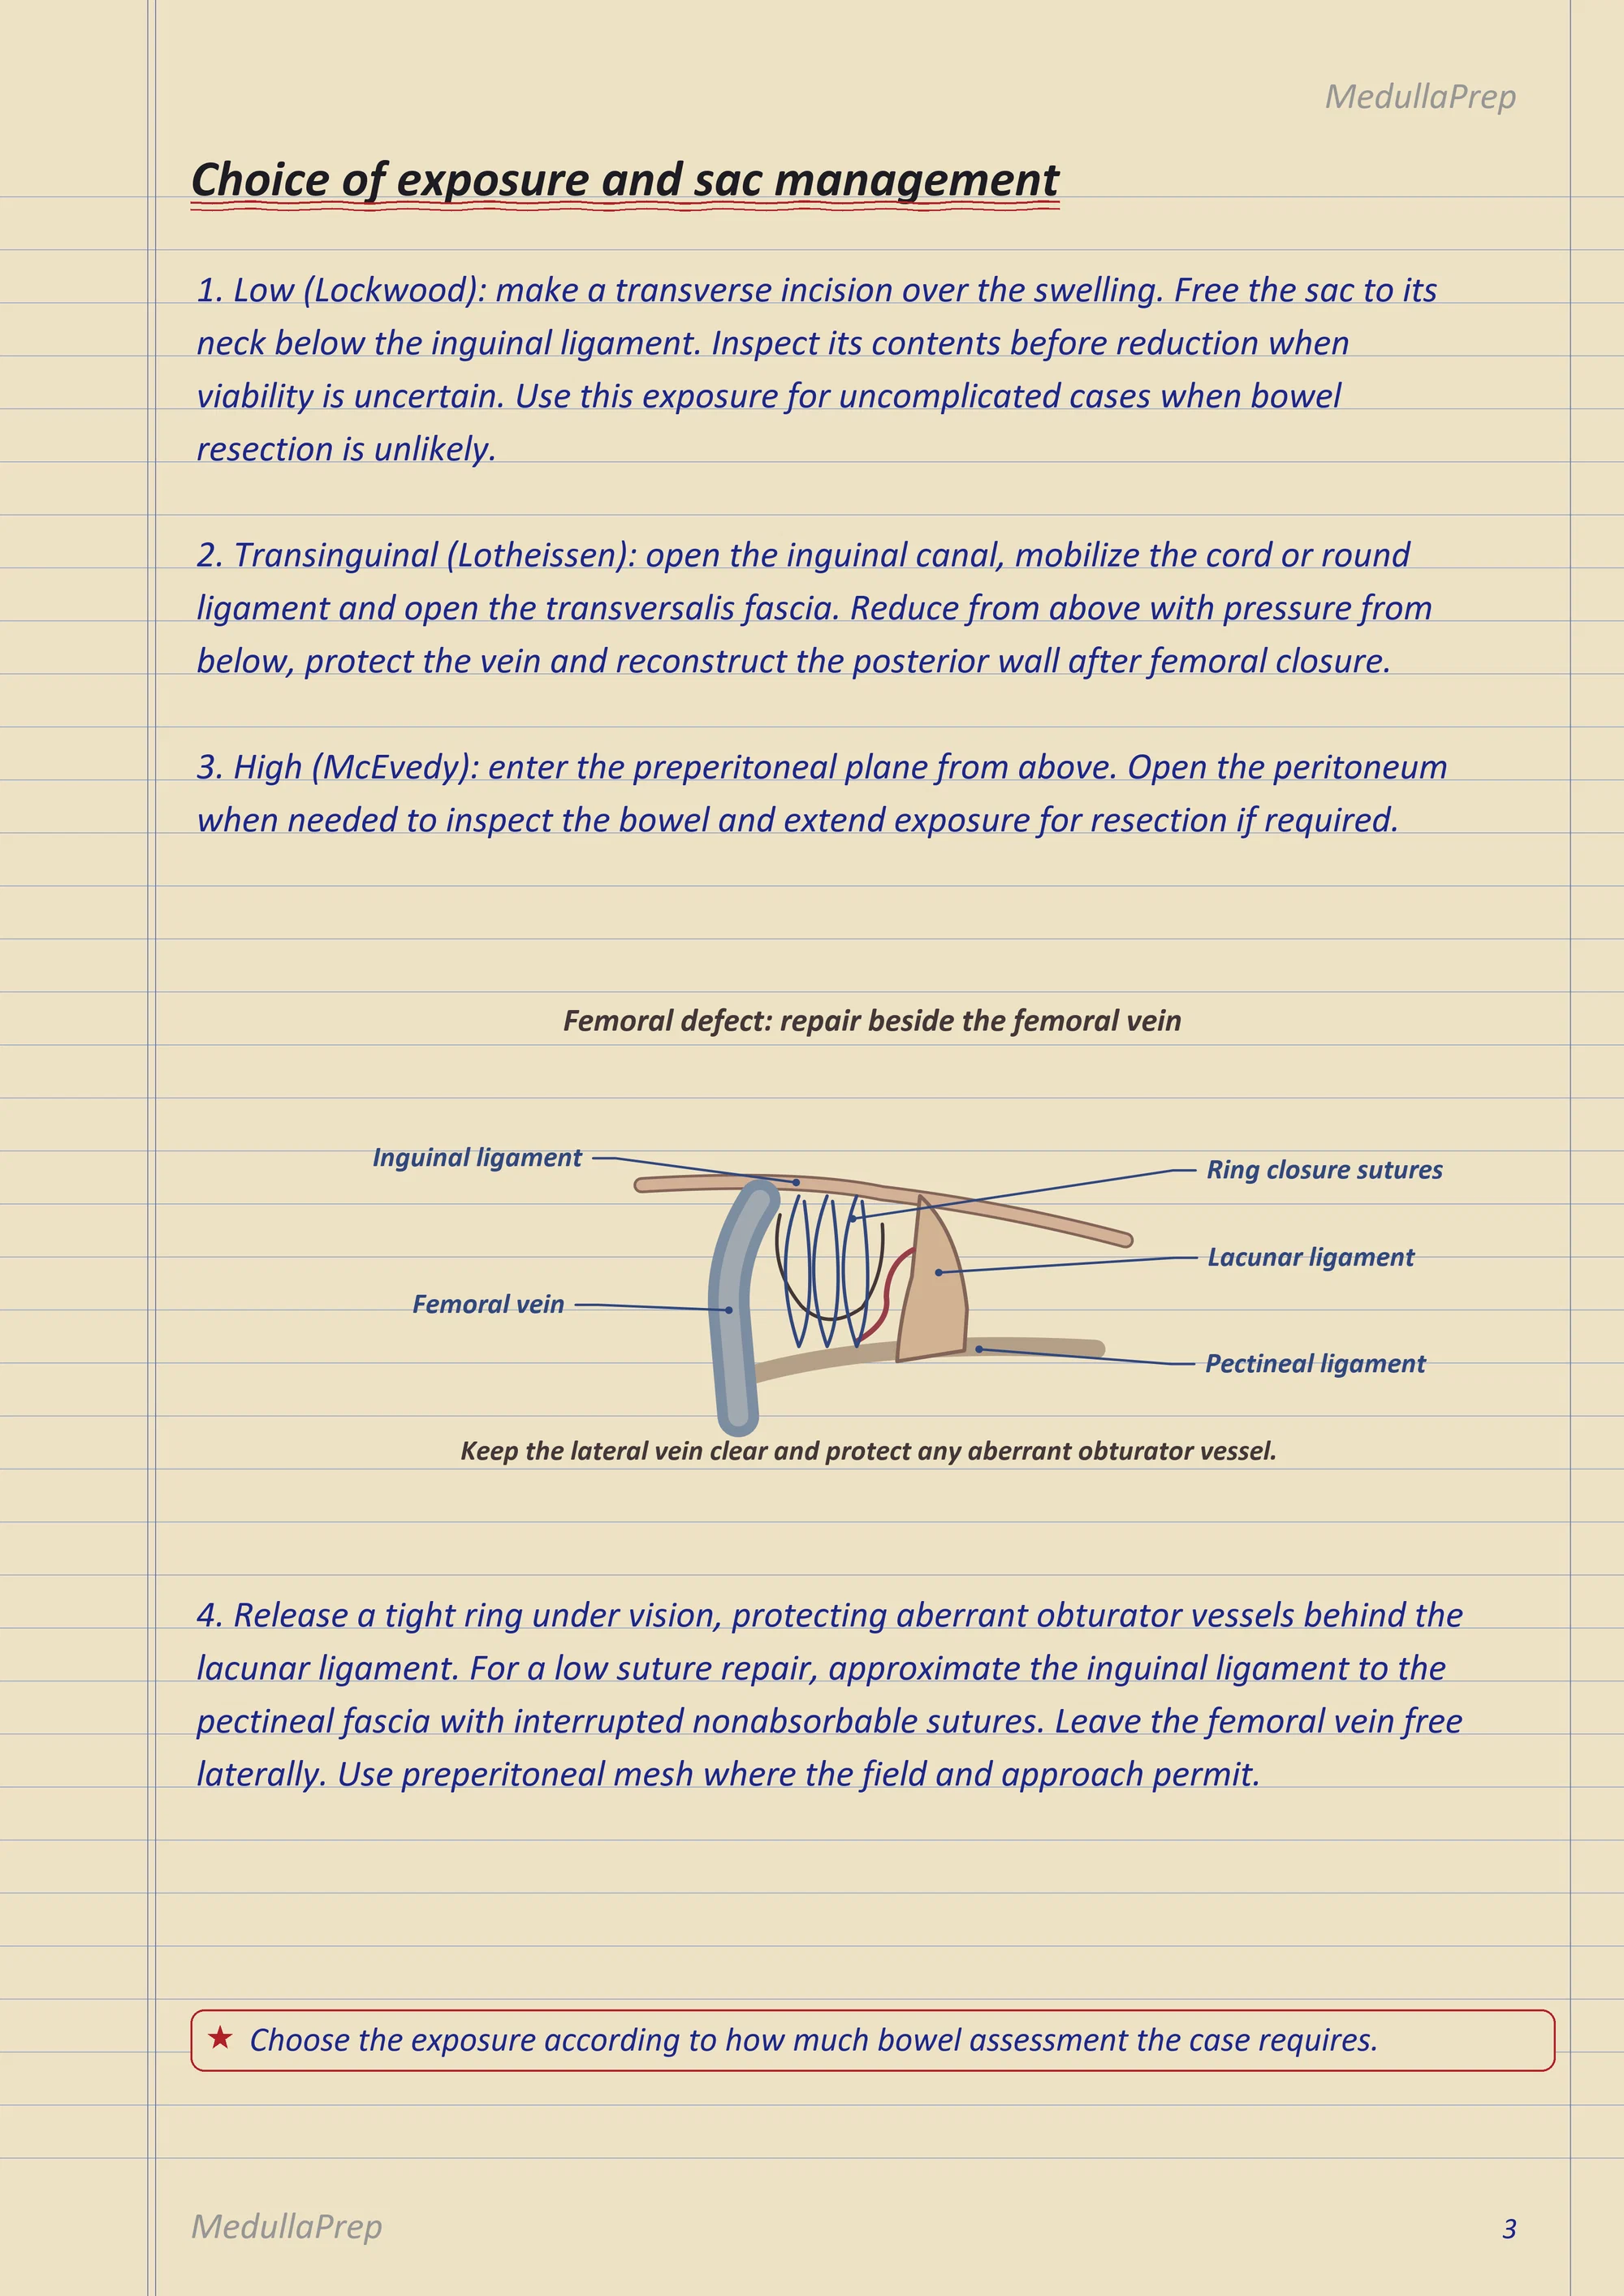 MedullaPrep
Choice of exposure and sac management
1. Low (Lockwood): make a transverse incision over the swelling. Free the sac to its
neck below the inguinal ligament. Inspect its contents before reduction when
viability is uncertain. Use this exposure for uncomplicated cases when bowel
resection is unlikely.
2. Transinguinal (Lotheissen): open the inguinal canal, mobilize the cord or round
ligament and open the transversalis fascia. Reduce from above with pressure from
below, protect the vein and reconstruct the posterior wall after femoral closure.
3. High (McEvedy): enter the preperitoneal plane from above. Open the peritoneum
when needed to inspect the bowel and extend exposure for resection if required.
Femoral defect: repair beside the femoral vein
Inguinal ligament
Ring closure sutures
Lacunar ligament
Femoral vein
Pectineal ligament
Keep the lateral vein clear and protect any aberrant obturator vessel.
4. Release a tight ring under vision, protecting aberrant obturator vessels behind the
lacunar ligament. For a low suture repair, approximate the inguinal ligament to the
pectineal fascia with interrupted nonabsorbable sutures. Leave the femoral vein free
laterally. Use preperitoneal mesh where the field and approach permit.
★ Choose the exposure according to how much bowel assessment the case requires.
MedullaPrep
3